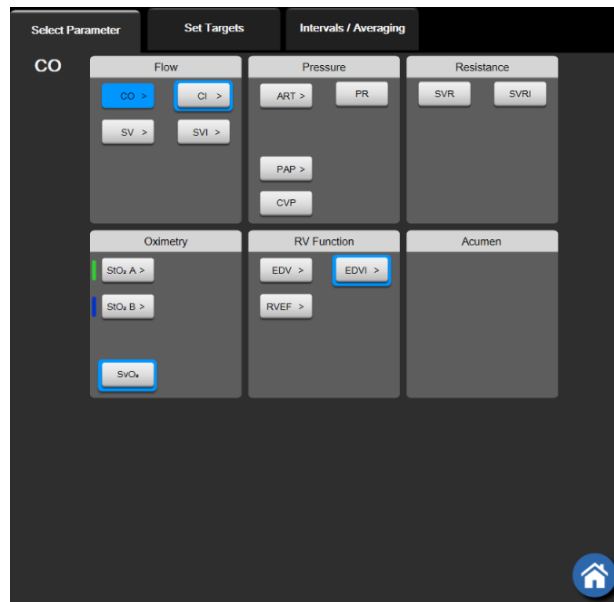 Select Parameter
Set Targets
Intervals / Averaging
CO
Flow
CO >
CI >
SV >
SVI >
Pressure
ART >
PR
PAP >
CVP
Resistance
SVR
SVRI
Oximetry
StO₂ A >
StO₂ B >
SvO₂
RV Function
EDV >
EDVI >
RVEF >
Acumen